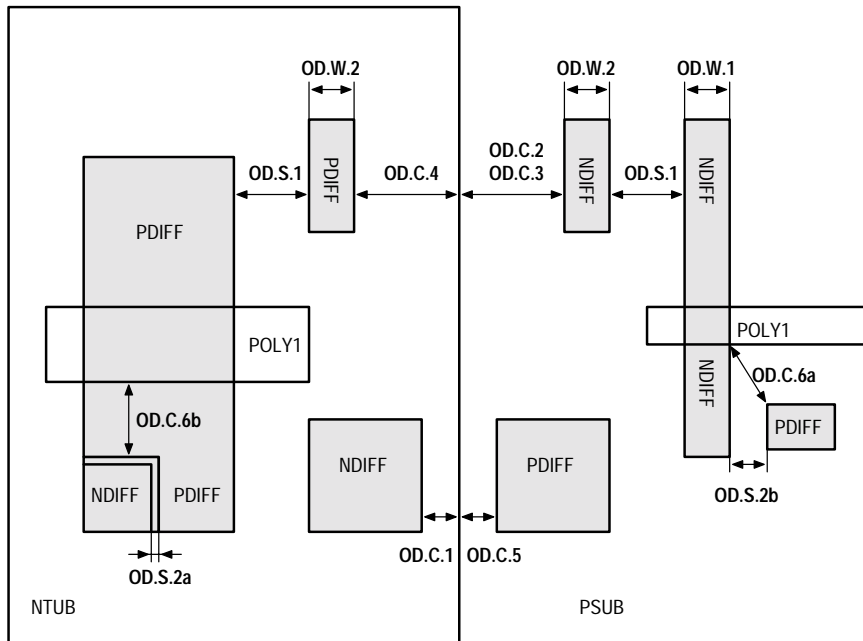 OD.W.2
OD.W.2
OD.W.1
OD.S.1
PDIFF
OD.C.4
OD.C.2
OD.C.3
NDIFF
OD.S.1
NDIFF
PDIFF
POLY1
POLY1
OD.C.6b
NDIFF
OD.C.6a
NDIFF
PDIFF
NDIFF
PDIFF
PDIFF
OD.S.2b
OD.S.2a
OD.C.1
OD.C.5
NTUB
PSUB